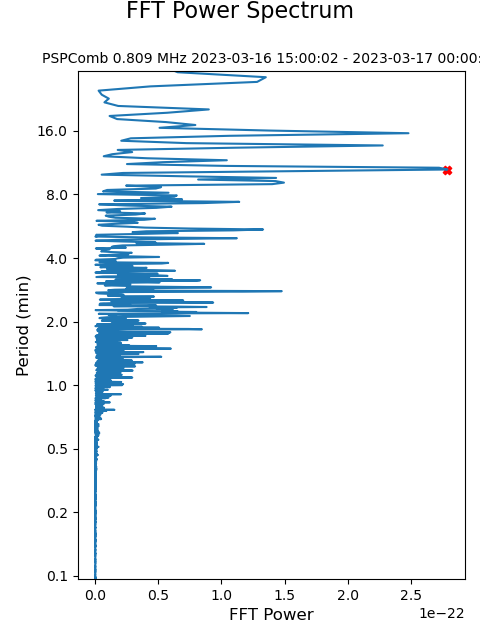 FFT Power Spectrum
PSPComb 0.809 MHz 2023-03-16 15:00:02 - 2023-03-17 00:00:
16.0
8.0
4.0
2.0
1.0
0.5
0.2
0.1
Period (min)
0.0 0.5 1.0 1.5 2.0 2.5
1e−22
FFT Power